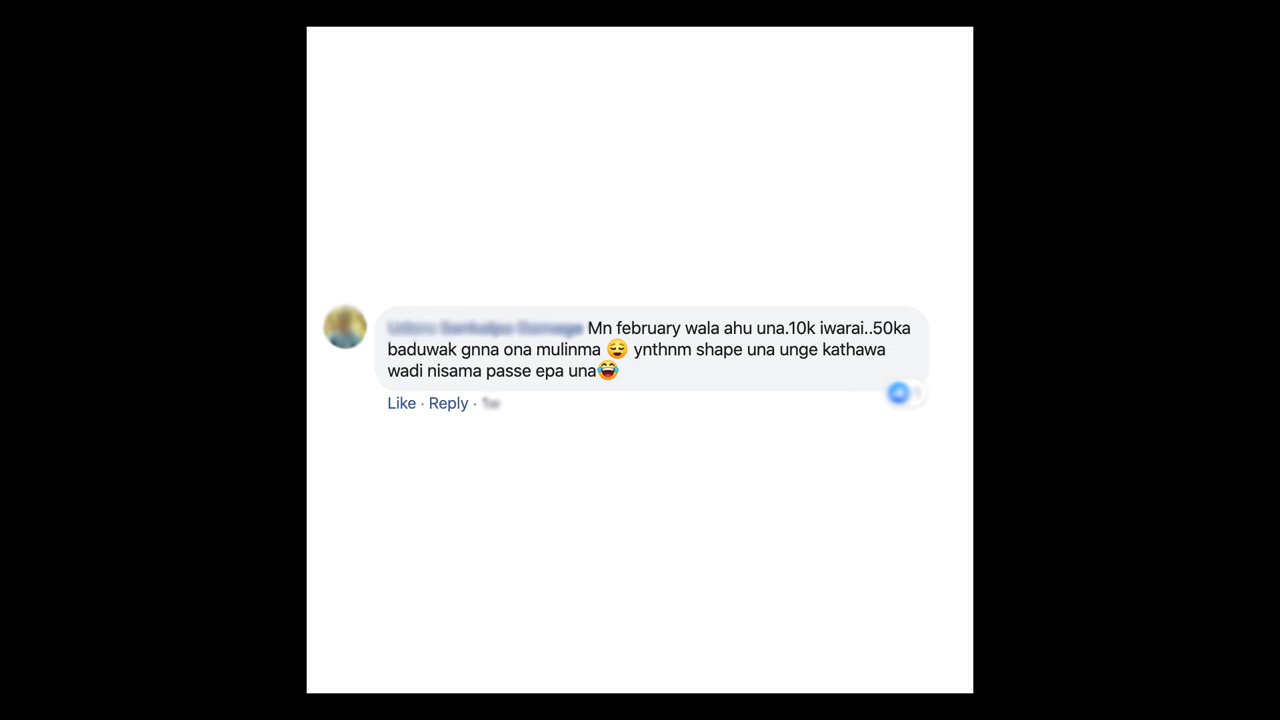 Mn february wala ahu una.10k iwarai..50ka
baduwak gnna ona mulinma 😌 ynthnm shape una unge kathawa
wadi nisama passe epa una😂
Like · Reply ·